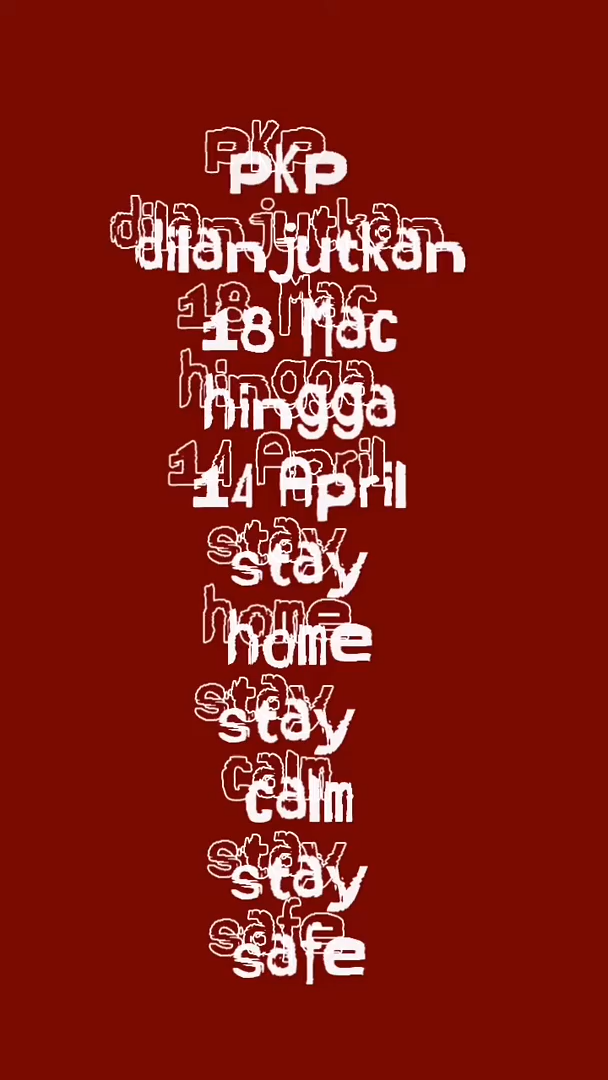 PKP
dilanjutkan
18 Mac
hingga
14 April
stay
home
stay
calm
stay
safe